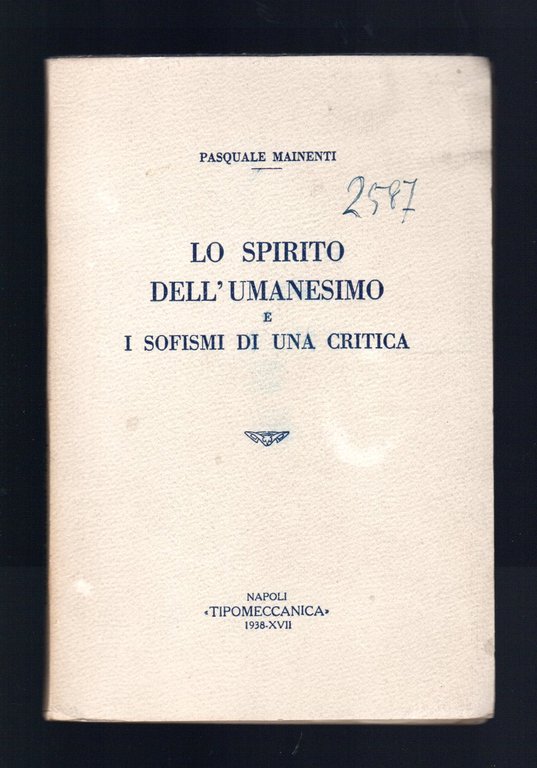 PASQUALE MAINENTI
2587
LO SPIRITO
DELL'UMANESIMO
E
I SOFISMI DI UNA CRITICA
NAPOLI
«TIPOMECCANICA»
1938-XVII